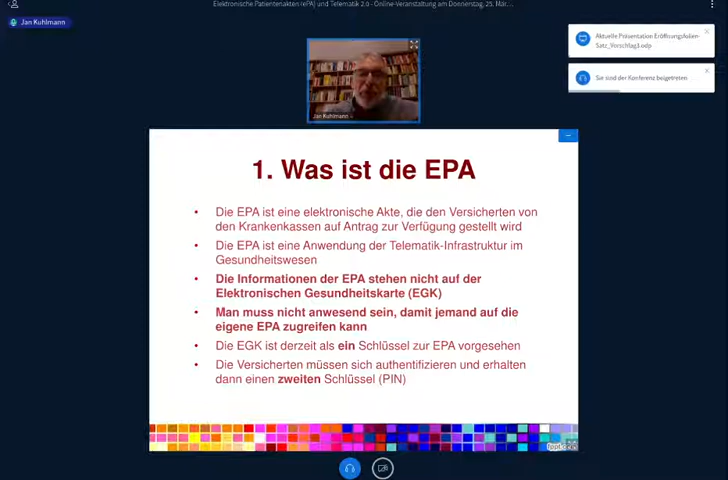 Elektronische Patientenakten (ePA) und Telematik 2.0 - Online-Veranstaltung am Donnerstag, 25. Mär...
Jan Kuhlmann
Aktuelle Präsentation Eröffnungsfolien-
Satz_Vorschlag3.odp
Sie sind der Konferenz beigetreten
Jan Kuhlmann
1. Was ist die EPA
• Die EPA ist eine elektronische Akte, die den Versicherten von
den Krankenkassen auf Antrag zur Verfügung gestellt wird
• Die EPA ist eine Anwendung der Telematik-Infrastruktur im
Gesundheitswesen
• Die Informationen der EPA stehen nicht auf der
Elektronischen Gesundheitskarte (EGK)
• Man muss nicht anwesend sein, damit jemand auf die
eigene EPA zugreifen kann
• Die EGK ist derzeit als ein Schlüssel zur EPA vorgesehen
• Die Versicherten müssen sich authentifizieren und erhalten
dann einen zweiten Schlüssel (PIN)